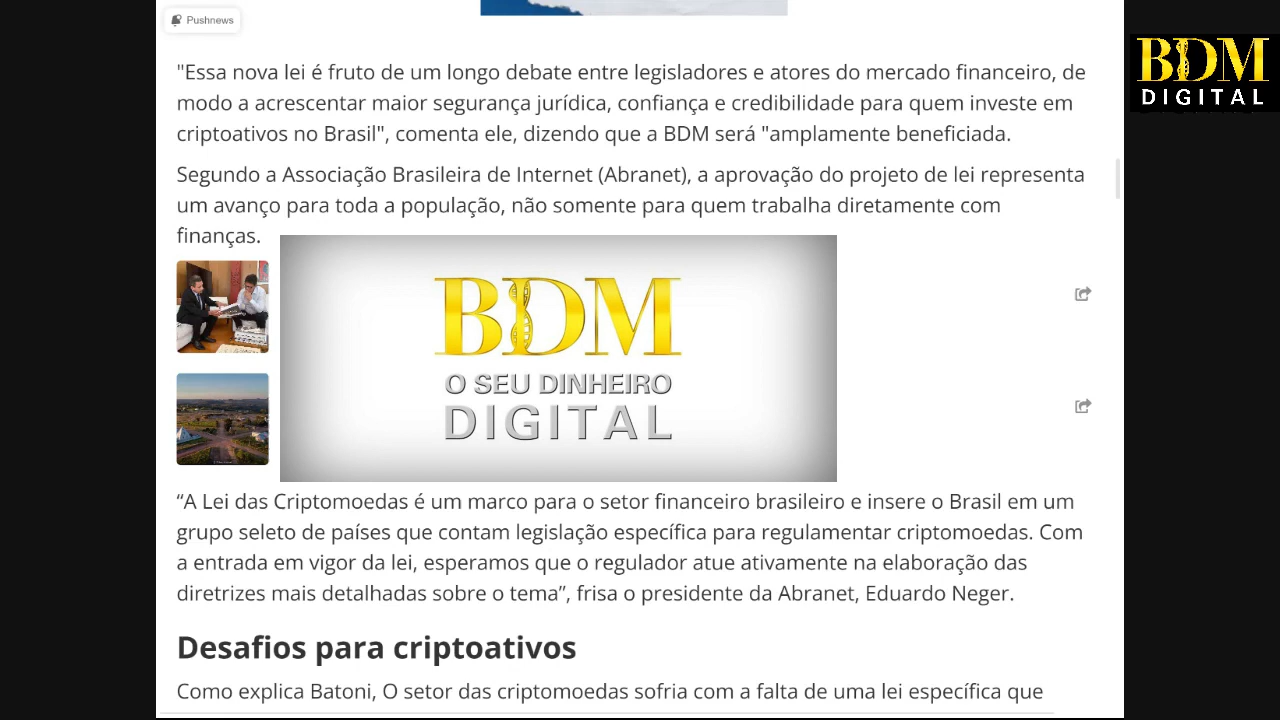 Pushnews
BDM
DIGITAL
"Essa nova lei é fruto de um longo debate entre legisladores e atores do mercado financeiro, de
modo a acrescentar maior segurança jurídica, confiança e credibilidade para quem investe em
criptoativos no Brasil", comenta ele, dizendo que a BDM será "amplamente beneficiada.
Segundo a Associação Brasileira de Internet (Abranet), a aprovação do projeto de lei representa
um avanço para toda a população, não somente para quem trabalha diretamente com
finanças.
BDM
O SEU DINHEIRO
DIGITAL
“A Lei das Criptomoedas é um marco para o setor financeiro brasileiro e insere o Brasil em um
grupo seleto de países que contam legislação específica para regulamentar criptomoedas. Com
a entrada em vigor da lei, esperamos que o regulador atue ativamente na elaboração das
diretrizes mais detalhadas sobre o tema”, frisa o presidente da Abranet, Eduardo Neger.
Desafios para criptoativos
Como explica Batoni, O setor das criptomoedas sofria com a falta de uma lei específica que